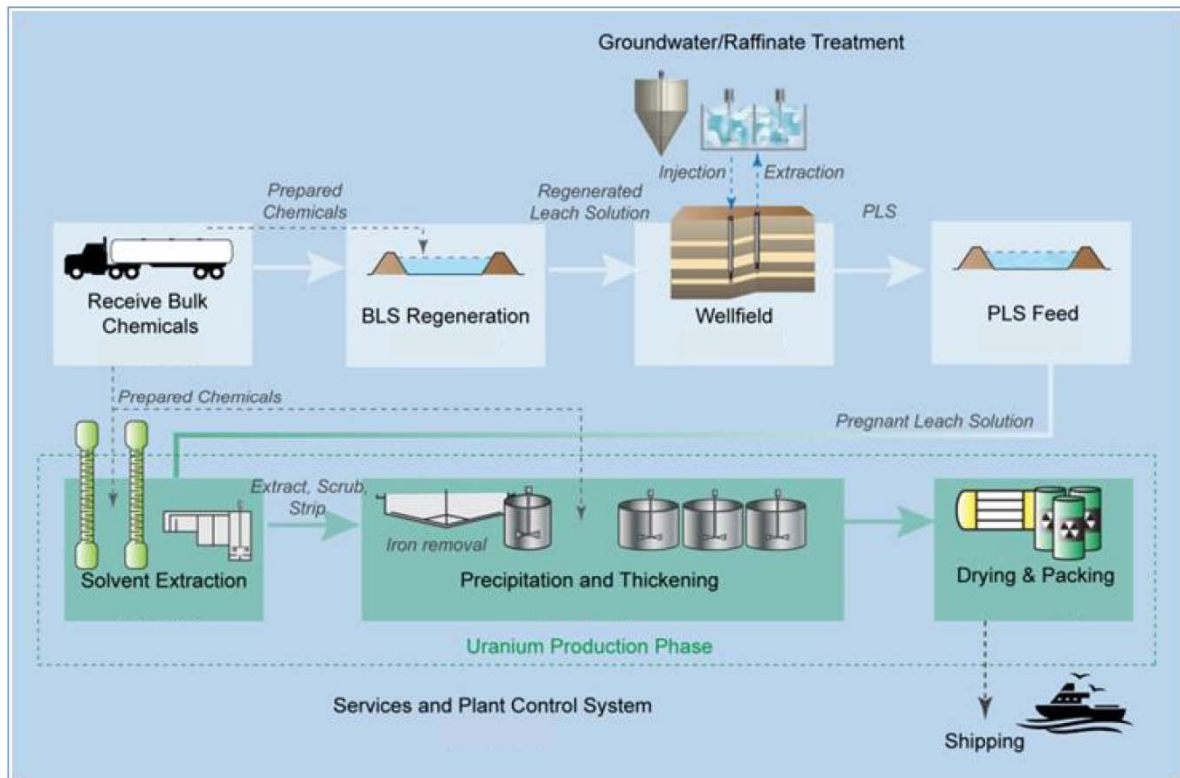 Groundwater/Raffinate Treatment
Injection
Extraction
Prepared
Chemicals
Regenerated
Leach Solution
PLS
Receive Bulk
Chemicals
BLS Regeneration
Wellfield
PLS Feed
Prepared Chemicals
Pregnant Leach Solution
Extract, Scrub,
Strip
Iron removal
Solvent Extraction
Precipitation and Thickening
Drying & Packing
Uranium Production Phase
Services and Plant Control System
Shipping